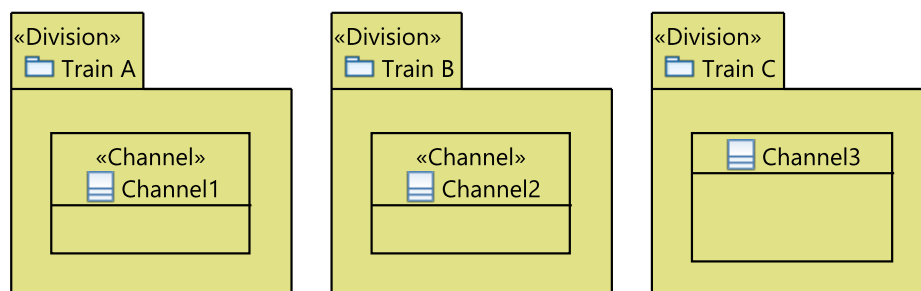 «Division»
Train A
«Channel»
Channel1
«Division»
Train B
«Channel»
Channel2
«Division»
Train C
Channel3